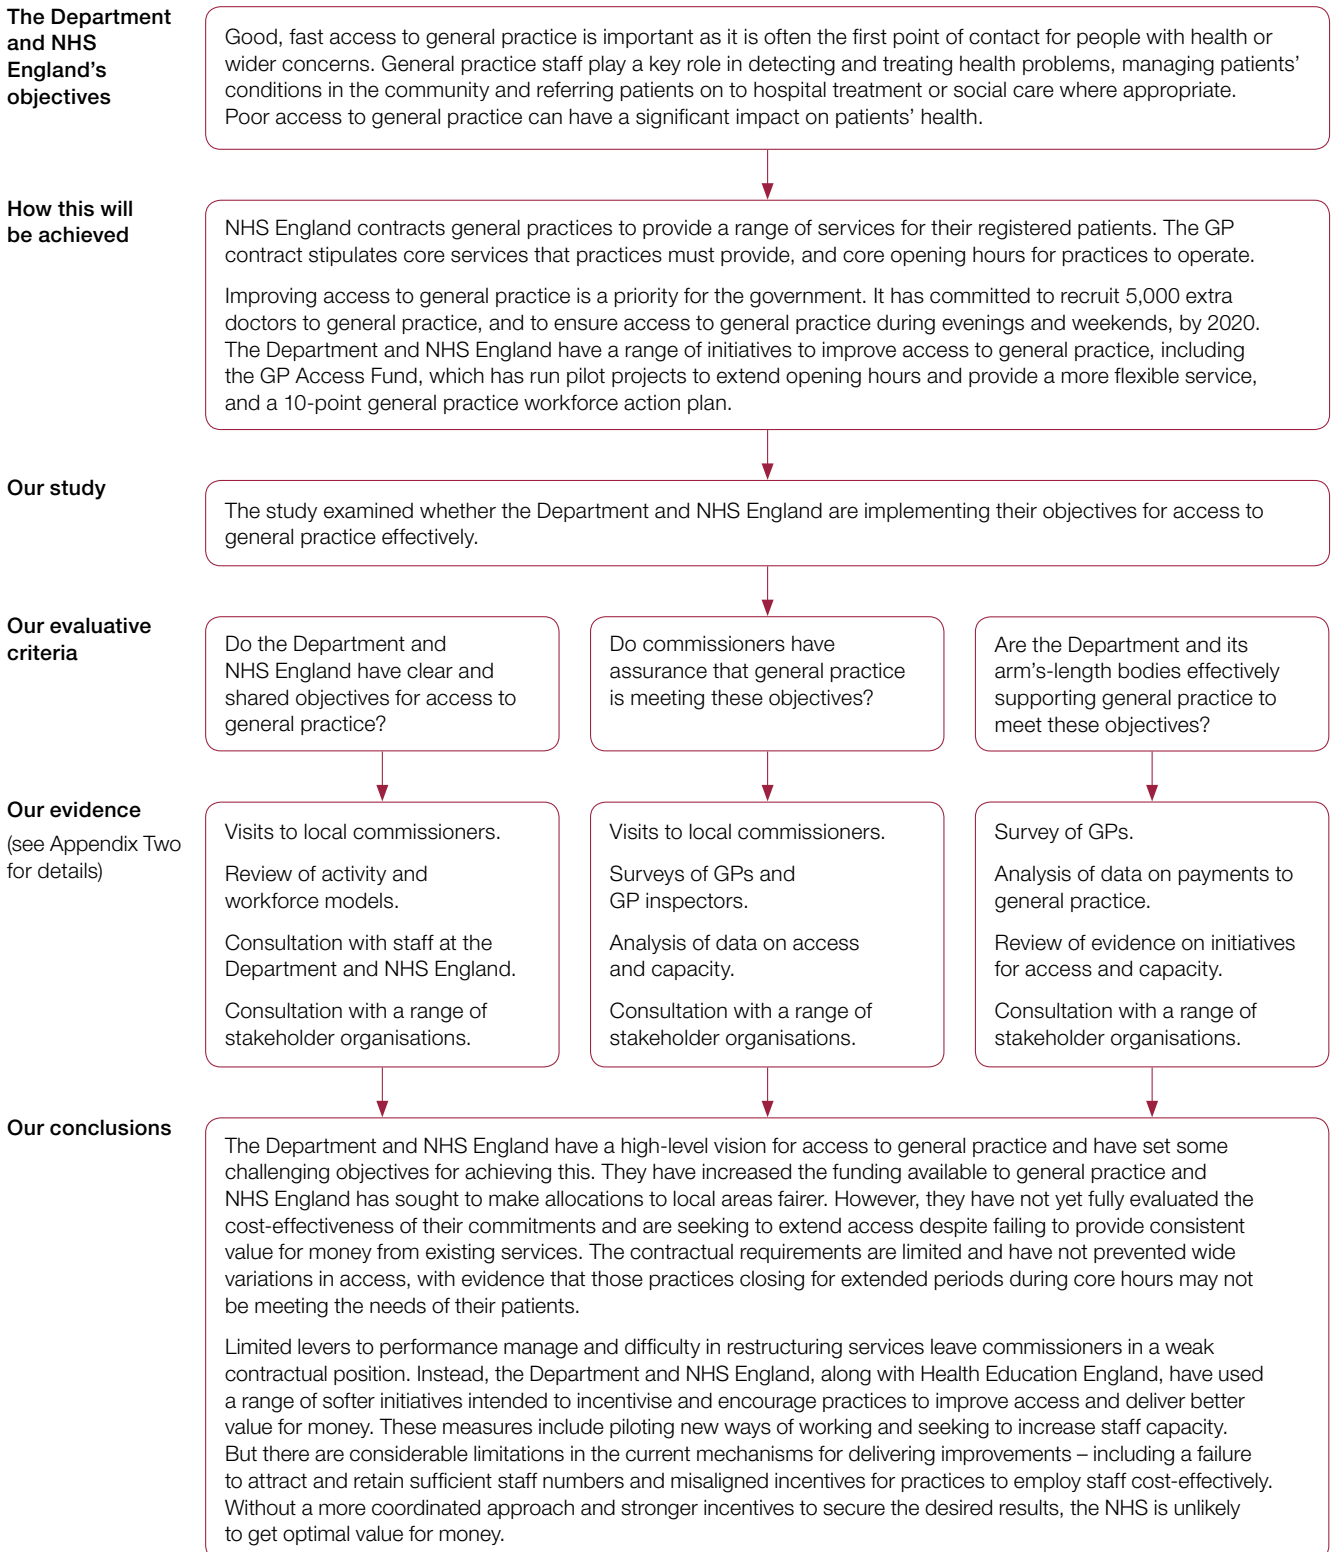 The Department
and NHS
England's
objectives
Good, fast access to general practice is important as it is often the first point of contact for people with health or
wider concerns. General practice staff play a key role in detecting and treating health problems, managing patients'
conditions in the community and referring patients on to hospital treatment or social care where appropriate.
Poor access to general practice can have a significant impact on patients' health.
How this will
be achieved
NHS England contracts general practices to provide a range of services for their registered patients. The GP
contract stipulates core services that practices must provide, and core opening hours for practices to operate.
Improving access to general practice is a priority for the government. It has committed to recruit 5,000 extra
doctors to general practice, and to ensure access to general practice during evenings and weekends, by 2020.
The Department and NHS England have a range of initiatives to improve access to general practice, including
the GP Access Fund, which has run pilot projects to extend opening hours and provide a more flexible service,
and a 10-point general practice workforce action plan.
Our study
The study examined whether the Department and NHS England are implementing their objectives for access to
general practice effectively.
Our evaluative
criteria
Do the Department and
NHS England have clear and
shared objectives for access to
general practice?
Do commissioners have
assurance that general practice
is meeting these objectives?
Are the Department and its
arm's-length bodies effectively
supporting general practice to
meet these objectives?
Our evidence
(see Appendix Two
for details)
Visits to local commissioners.
Review of activity and
workforce models.
Consultation with staff at the
Department and NHS England.
Consultation with a range of
stakeholder organisations.
Visits to local commissioners.
Surveys of GPs and
GP inspectors.
Analysis of data on access
and capacity.
Consultation with a range of
stakeholder organisations.
Survey of GPs.
Analysis of data on payments to
general practice.
Review of evidence on initiatives
for access and capacity.
Consultation with a range of
stakeholder organisations.
Our conclusions
The Department and NHS England have a high-level vision for access to general practice and have set some
challenging objectives for achieving this. They have increased the funding available to general practice and
NHS England has sought to make allocations to local areas fairer. However, they have not yet fully evaluated the
cost-effectiveness of their commitments and are seeking to extend access despite failing to provide consistent
value for money from existing services. The contractual requirements are limited and have not prevented wide
variations in access, with evidence that those practices closing for extended periods during core hours may not
be meeting the needs of their patients.
Limited levers to performance manage and difficulty in restructuring services leave commissioners in a weak
contractual position. Instead, the Department and NHS England, along with Health Education England, have used
a range of softer initiatives intended to incentivise and encourage practices to improve access and deliver better
value for money. These measures include piloting new ways of working and seeking to increase staff capacity.
But there are considerable limitations in the current mechanisms for delivering improvements – including a failure
to attract and retain sufficient staff numbers and misaligned incentives for practices to employ staff cost-effectively.
Without a more coordinated approach and stronger incentives to secure the desired results, the NHS is unlikely
to get optimal value for money.